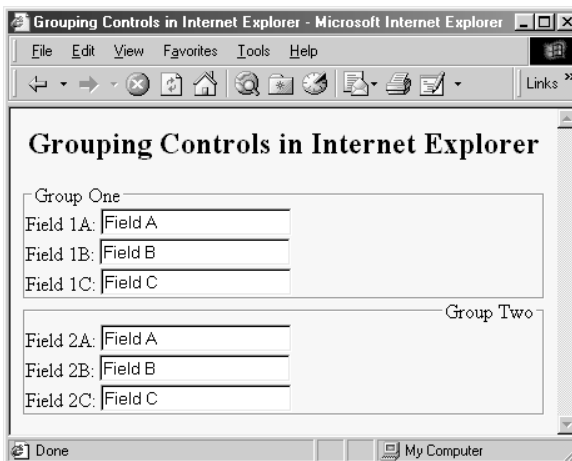 Grouping Controls in Internet Explorer - Microsoft Internet Explorer
File Edit View Favorites Tools Help
Links »
Grouping Controls in Internet Explorer
Group One
Field 1A: Field A
Field 1B: Field B
Field 1C: Field C
Group Two
Field 2A: Field A
Field 2B: Field B
Field 2C: Field C
Done My Computer